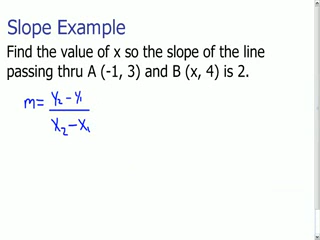 Slope Example
Find the value of x so the slope of the line
passing thru A (-1, 3) and B (x, 4) is 2.
m = y₂ - y₁
x₂ - x₁